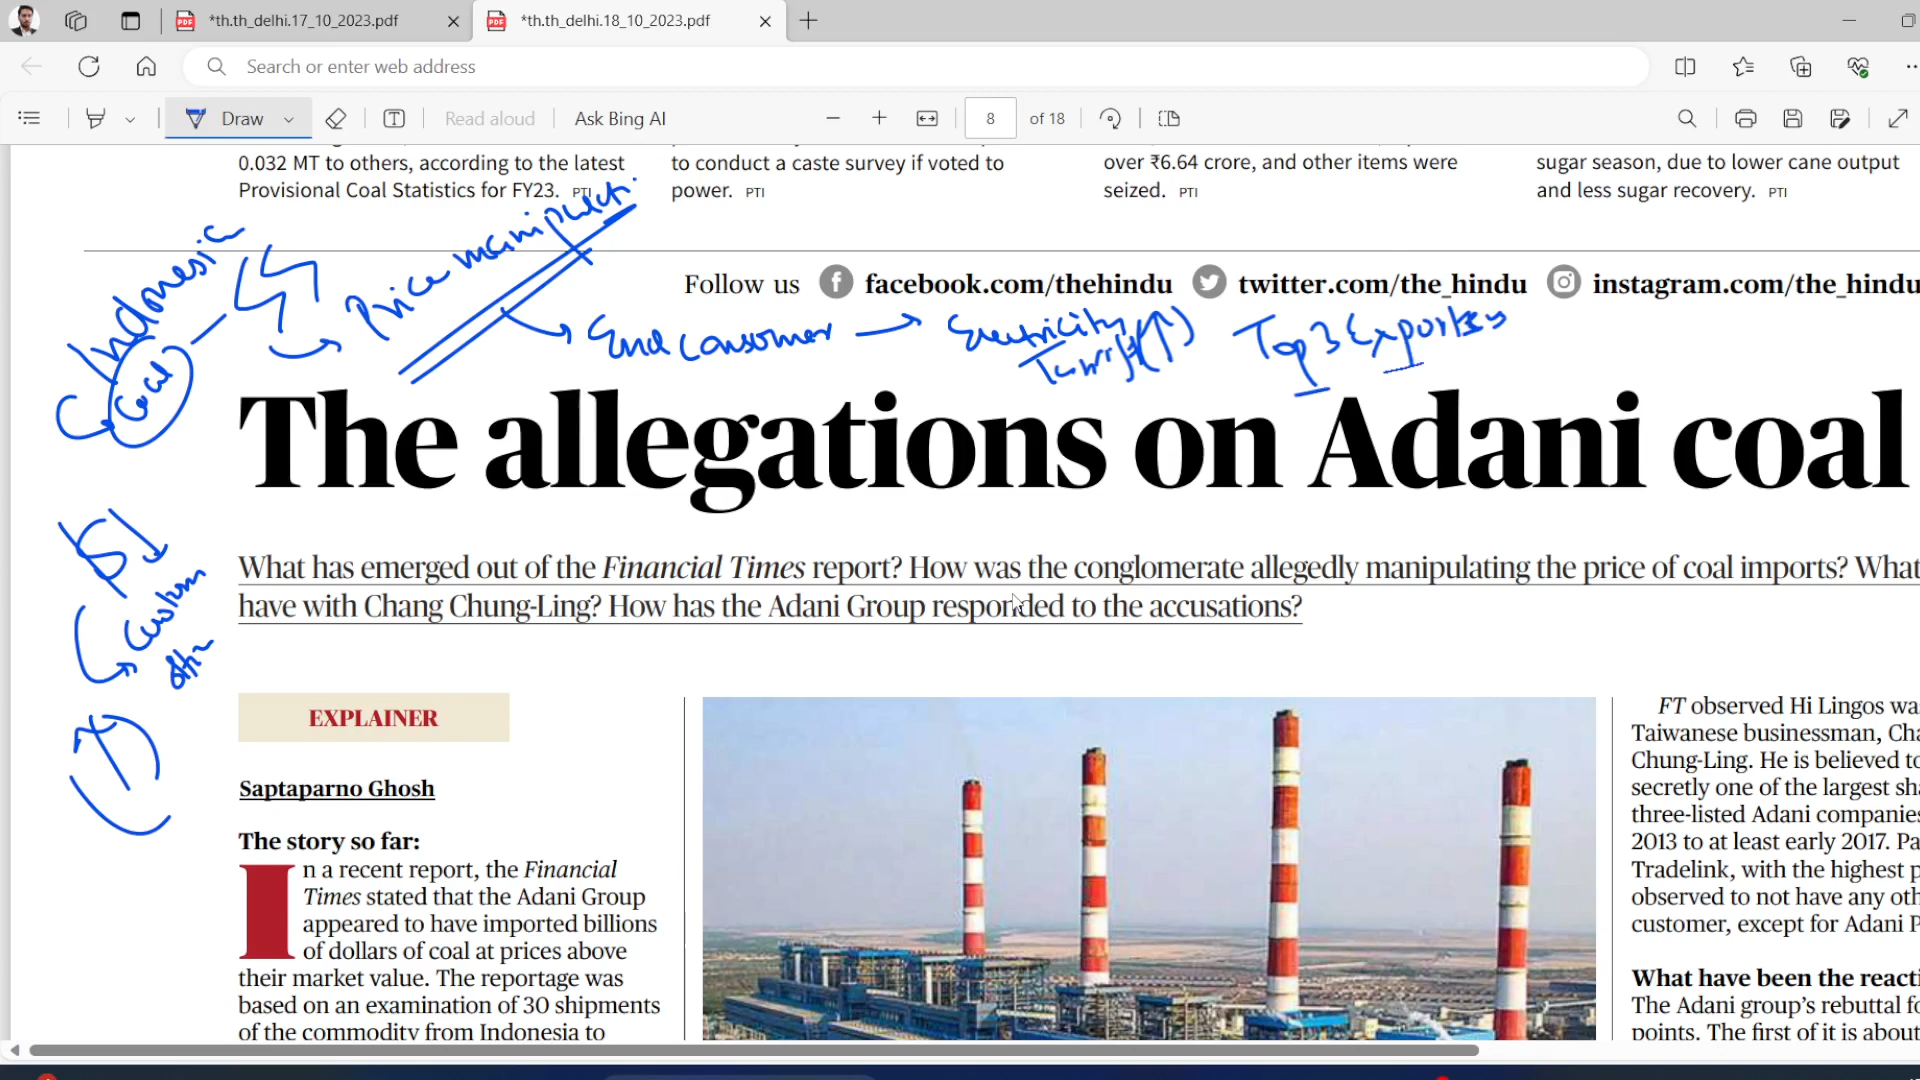 *th.th_delhi.17_10_2023.pdf
*th.th_delhi.18_10_2023.pdf
Search or enter web address
Draw
Read aloud
Ask Bing AI
8 of 18
0.032 MT to others, according to the latest
Provisional Coal Statistics for FY23. PTI
to conduct a caste survey if voted to
power. PTI
over ₹6.64 crore, and other items were
seized. PTI
sugar season, due to lower cane output
and less sugar recovery. PTI
Indonesia
Coal
Price manipulati
Follow us facebook.com/thehindu twitter.com/the_hindu instagram.com/the_hindu
End consomer
Electricity
Top 3 Exporters
The allegations on Adani coal
$
What has emerged out of the Financial Times report? How was the conglomerate allegedly manipulating the price of coal imports? What
have with Chang Chung-Ling? How has the Adani Group responded to the accusations?
EXPLAINER
Saptaparno Ghosh
The story so far:
In a recent report, the Financial
Times stated that the Adani Group
appeared to have imported billions
of dollars of coal at prices above
their market value. The reportage was
based on an examination of 30 shipments
of the commodity from Indonesia to
FT observed Hi Lingos wa
Taiwanese businessman, Cha
Chung-Ling. He is believed to
secretly one of the largest sha
three-listed Adani companies
2013 to at least early 2017. Pa
Tradelink, with the highest p
observed to not have any oth
customer, except for Adani P
What have been the reacti
The Adani group's rebuttal fo
points. The first of it is about